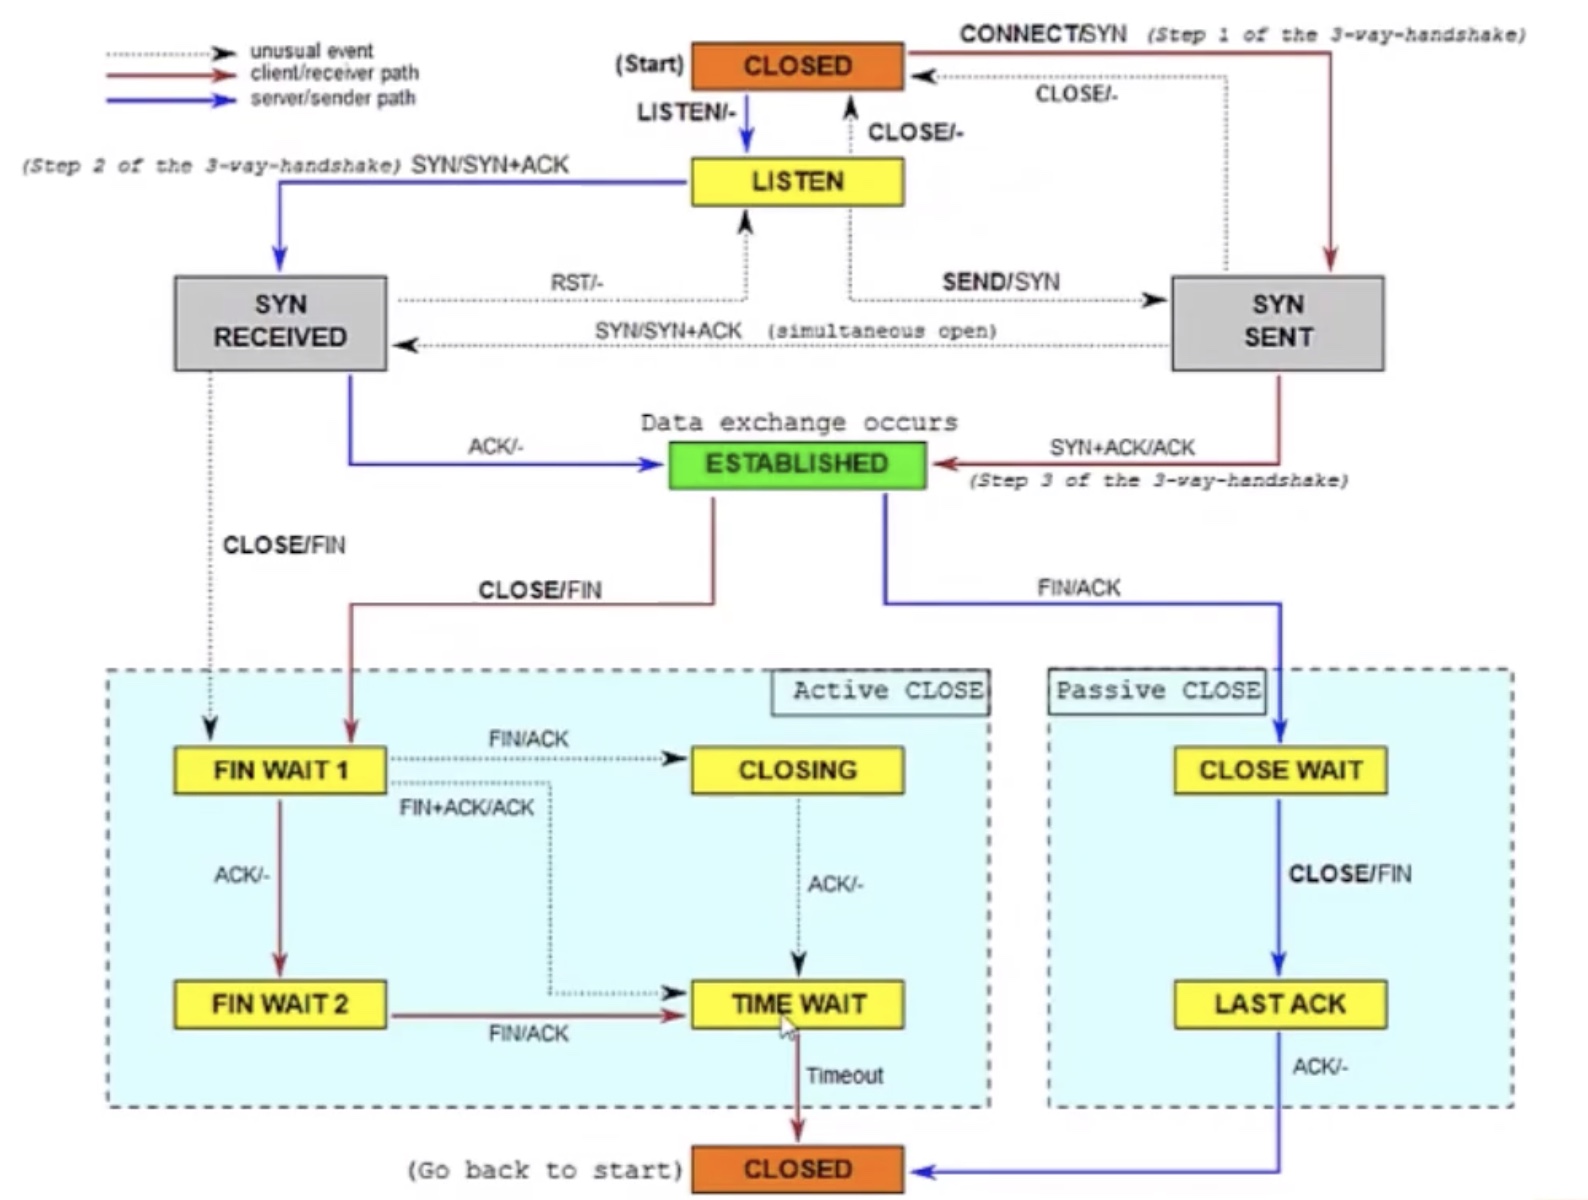 unusual event
client/receiver path
server/sender path
CONNECT/SYN (Step 1 of the 3-way-handshake)
(Start)
CLOSED
CLOSE/-
LISTEN/-
CLOSE/-
(Step 2 of the 3-way-handshake) SYN/SYN+ACK
LISTEN
RST/-
SEND/SYN
SYN
RECEIVED
SYN
SENT
SYN/SYN+ACK (simultaneous open)
Data exchange occurs
ACK/-
ESTABLISHED
SYN+ACK/ACK
(Step 3 of the 3-way-handshake)
CLOSE/FIN
CLOSE/FIN
FIN/ACK
Active CLOSE
Passive CLOSE
FIN/ACK
FIN WAIT 1
CLOSING
CLOSE WAIT
FIN+ACK/ACK
ACK/-
ACK/-
CLOSE/FIN
FIN WAIT 2
TIME WAIT
LAST ACK
FIN/ACK
Timeout
ACK/-
(Go back to start)
CLOSED